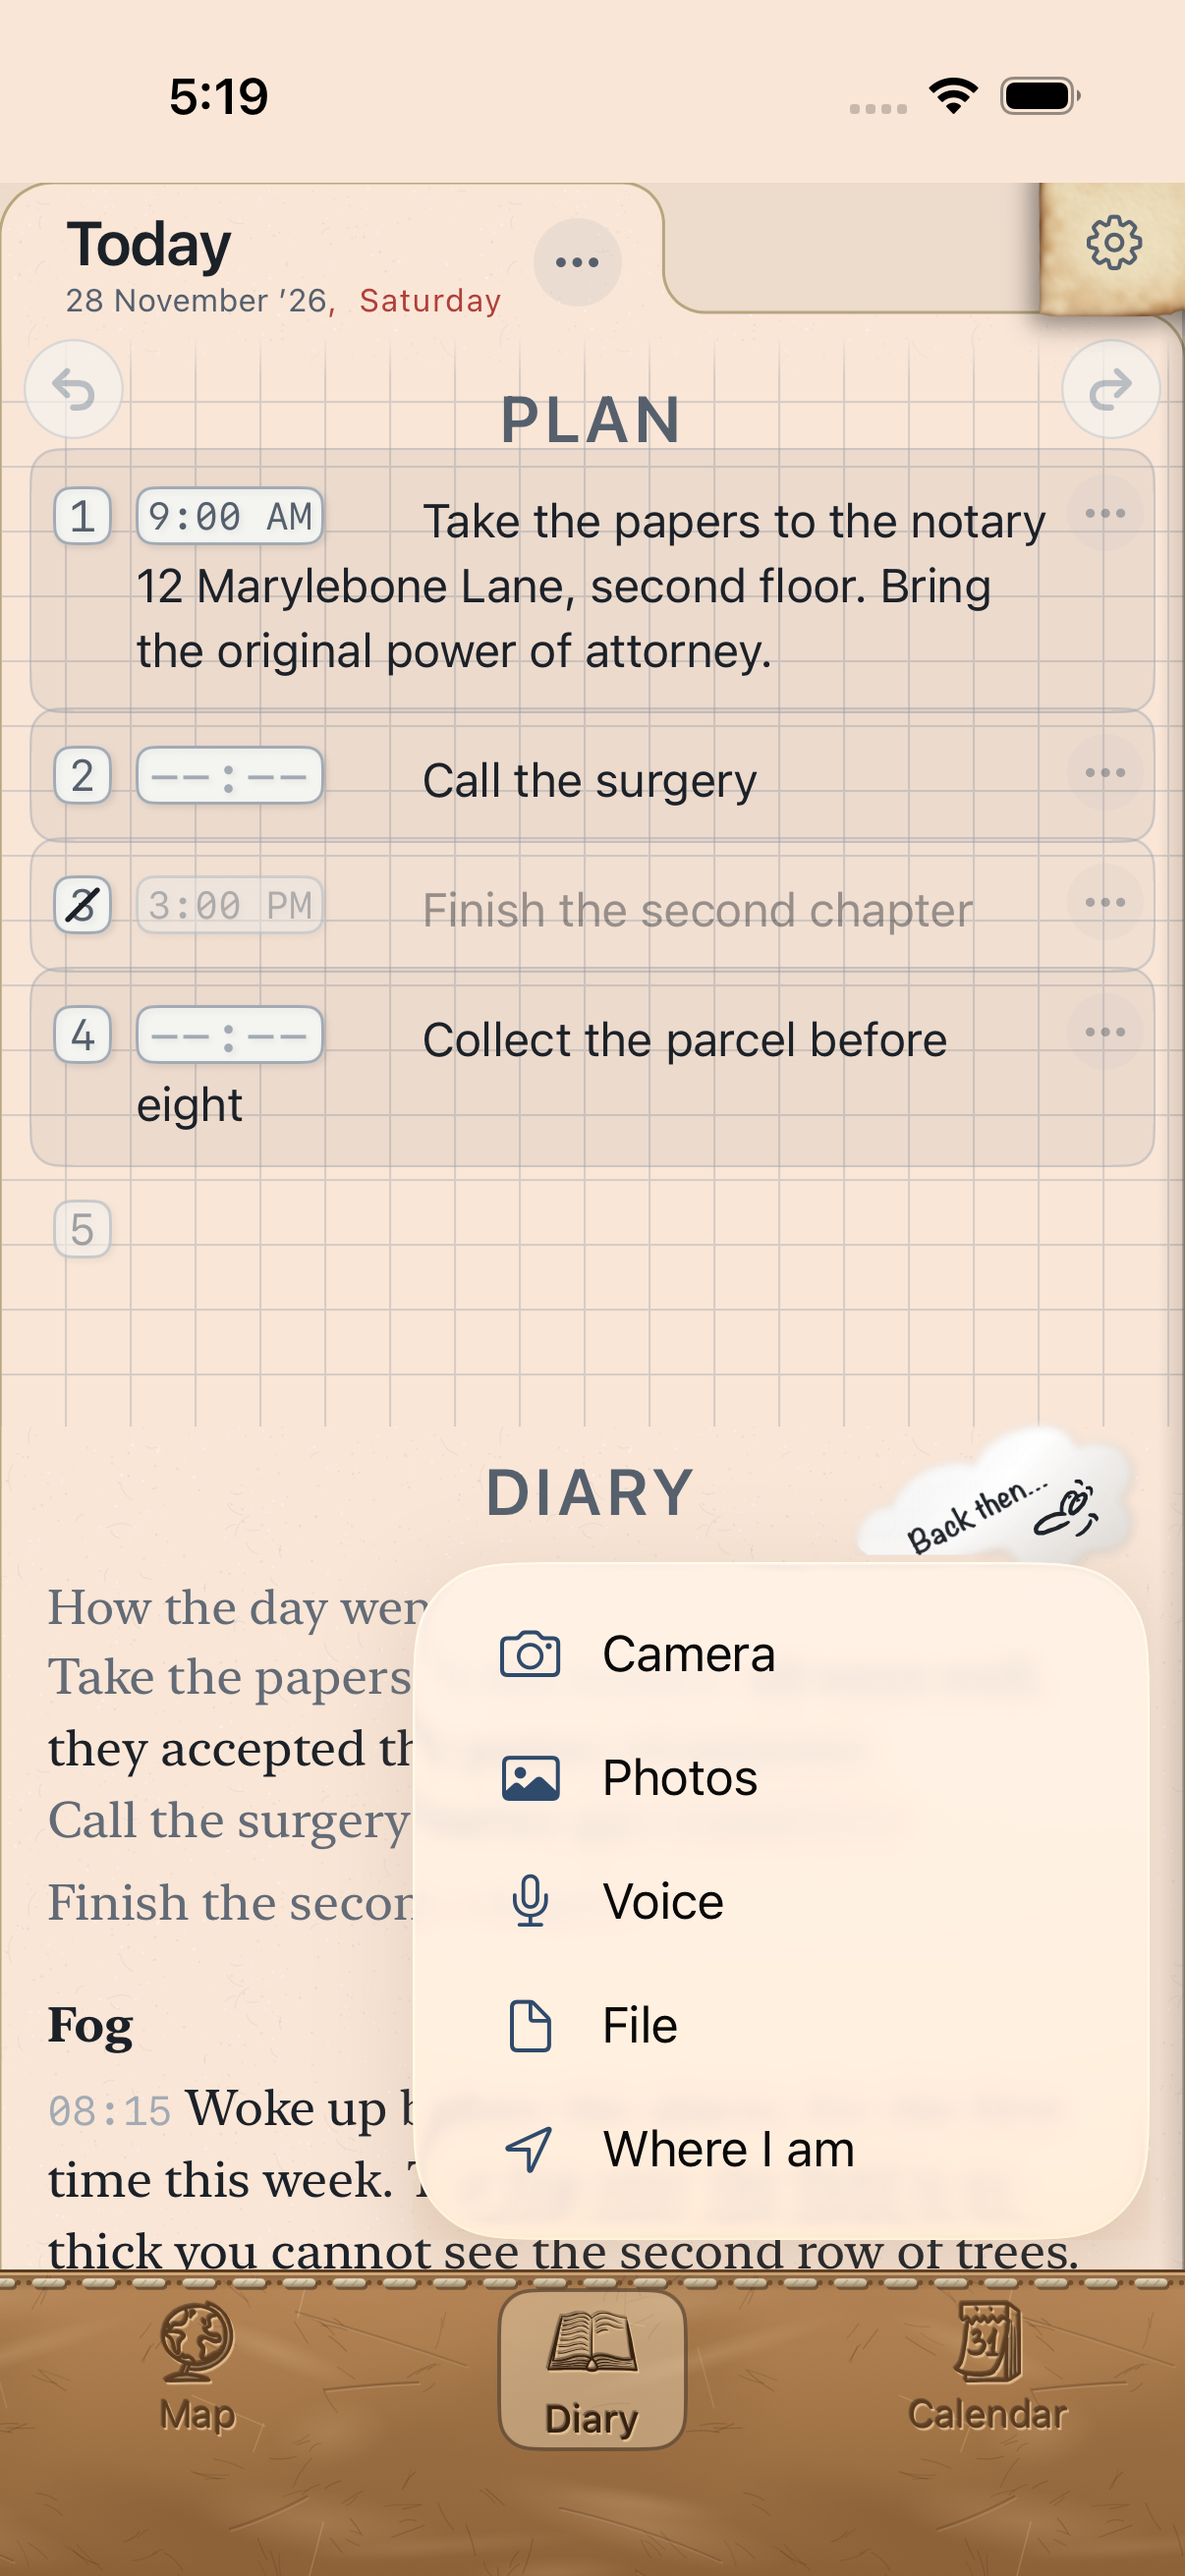 5:19
Today
28 November ’26, Saturday
PLAN
1 9:00 AM Take the papers to the notary
12 Marylebone Lane, second floor. Bring
the original power of attorney.
2 --:-- Call the surgery
3 3:00 PM Finish the second chapter
4 --:-- Collect the parcel before
eight
5
DIARY
Back then...
How the day
Take the papers
they accepted
Call the surgery
Finish the
Camera
Photos
Voice
File
Where I am
Fog
08:15 Woke up
time this week.
thick you cannot see the second row of trees.
31
Map
Diary
Calendar